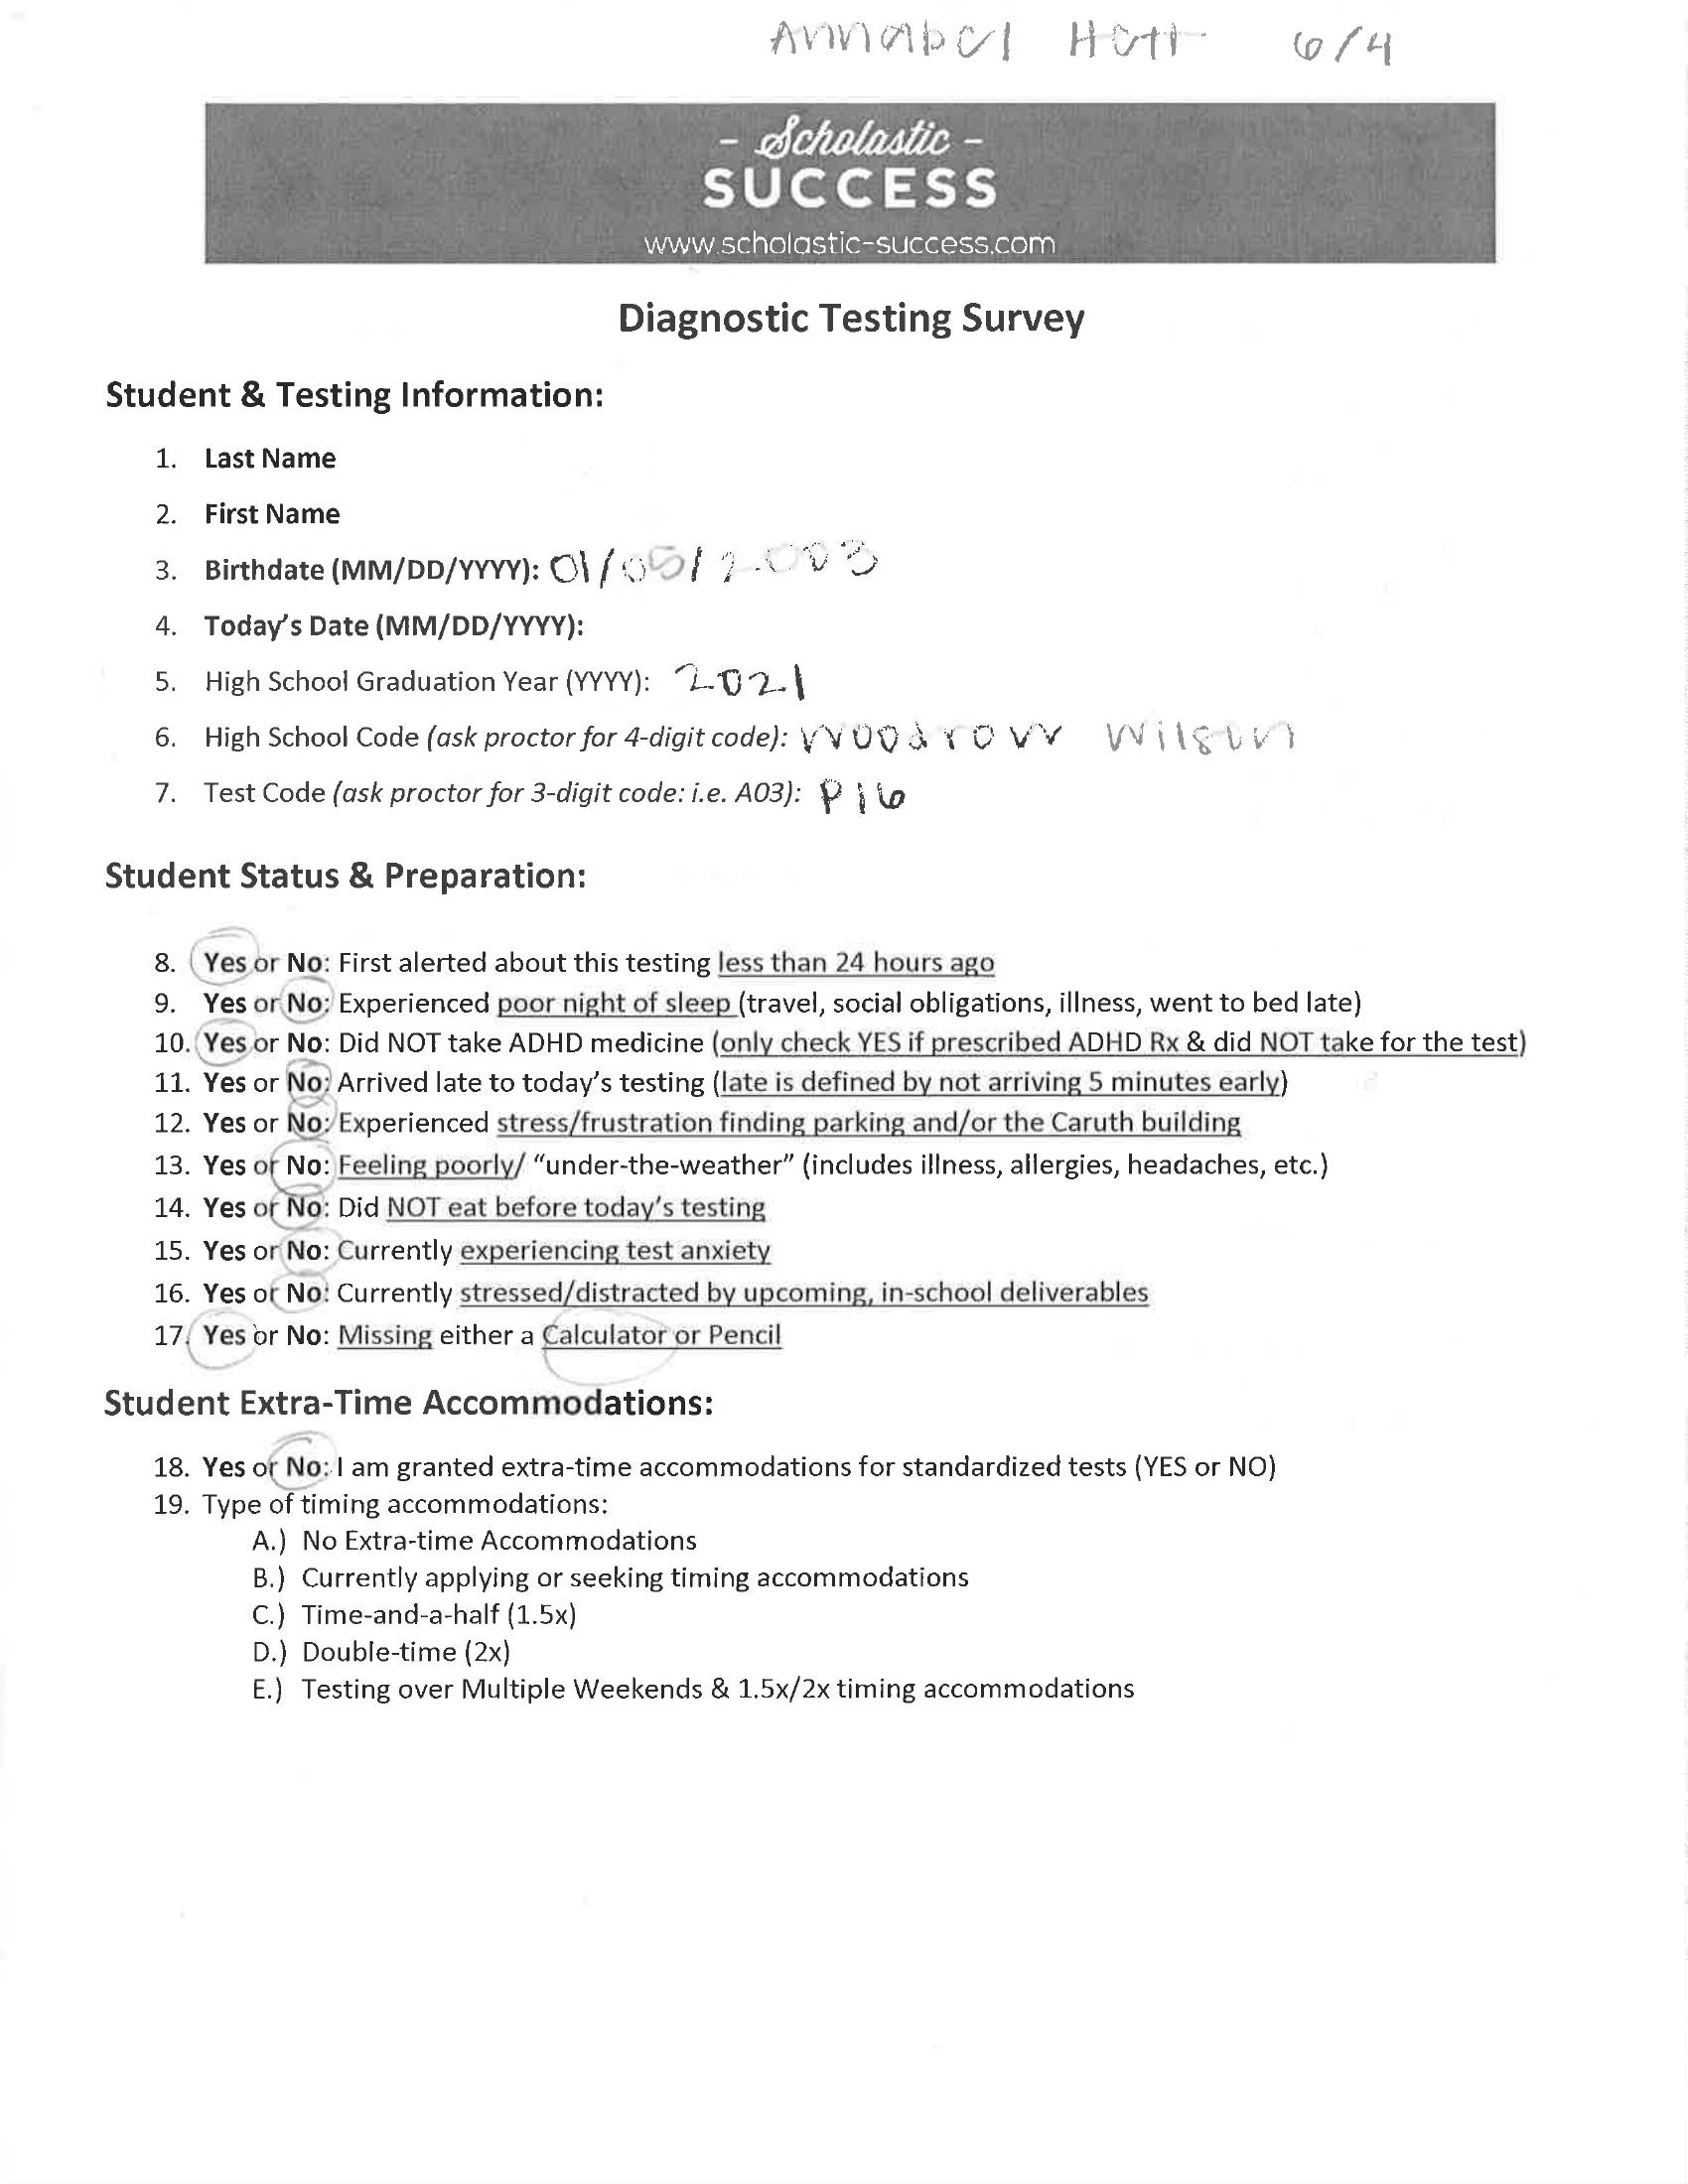 Annabel Hett 6/4
- Scholastic -
SUCCESS
www.scholastic-success.com
Diagnostic Testing Survey
Student & Testing Information:
1. Last Name
2. First Name
3. Birthdate (MM/DD/YYYY): 01/05/2003
4. Today's Date (MM/DD/YYYY):
5. High School Graduation Year (YYYY): 2021
6. High School Code (ask proctor for 4-digit code): Woodrow Wilson
7. Test Code (ask proctor for 3-digit code: i.e. A03): P16
Student Status & Preparation:
8. Yes or No: First alerted about this testing less than 24 hours ago
9. Yes or No: Experienced poor night of sleep (travel, social obligations, illness, went to bed late)
10. Yes or No: Did NOT take ADHD medicine (only check YES if prescribed ADHD Rx & did NOT take for the test)
11. Yes or No: Arrived late to today's testing (late is defined by not arriving 5 minutes early)
12. Yes or No: Experienced stress/frustration finding parking and/or the Caruth building
13. Yes or No: Feeling poorly/ "under-the-weather" (includes illness, allergies, headaches, etc.)
14. Yes or No: Did NOT eat before today's testing
15. Yes or No: Currently experiencing test anxiety
16. Yes or No: Currently stressed/distracted by upcoming, in-school deliverables
17. Yes or No: Missing either a Calculator or Pencil
Student Extra-Time Accommodations:
18. Yes or No: I am granted extra-time accommodations for standardized tests (YES or NO)
19. Type of timing accommodations:
A.) No Extra-time Accommodations
B.) Currently applying or seeking timing accommodations
C.) Time-and-a-half (1.5x)
D.) Double-time (2x)
E.) Testing over Multiple Weekends & 1.5x/2x timing accommodations